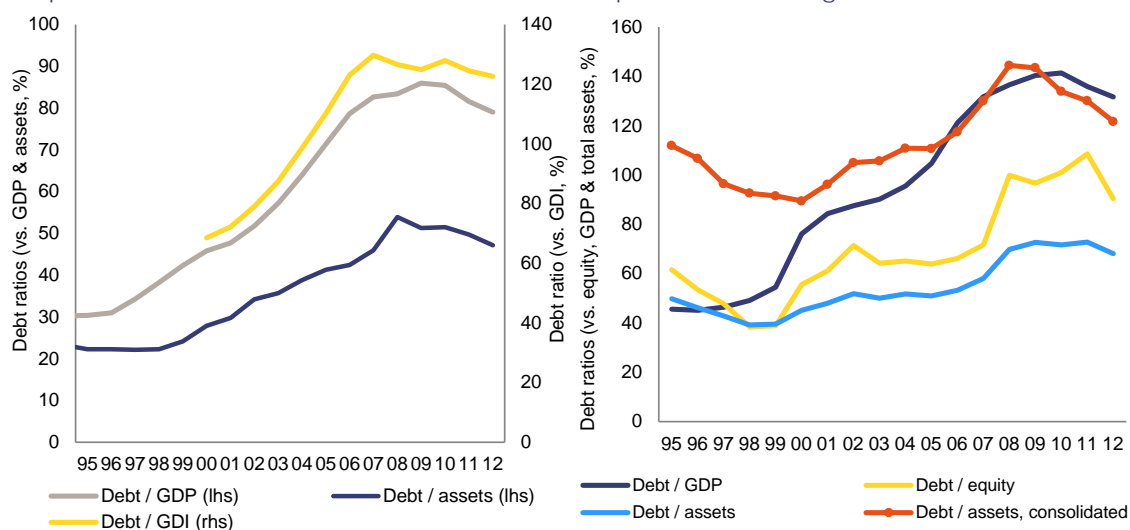 100
90
80
70
60
50
40
30
20
10
0
Debt ratios (vs. GDP & assets, %)
140
120
100
80
60
40
20
0
Debt ratio (vs. GDI, %)
95 96 97 98 99 00 01 02 03 04 05 06 07 08 09 10 11 12
Debt / GDP (lhs)
Debt / assets (lhs)
Debt / GDI (rhs)
160
140
120
100
80
60
40
20
0
Debt ratios (vs. equity, GDP & total assets, %)
95 96 97 98 99 00 01 02 03 04 05 06 07 08 09 10 11 12
Debt / GDP
Debt / equity
Debt / assets
Debt / assets, consolidated